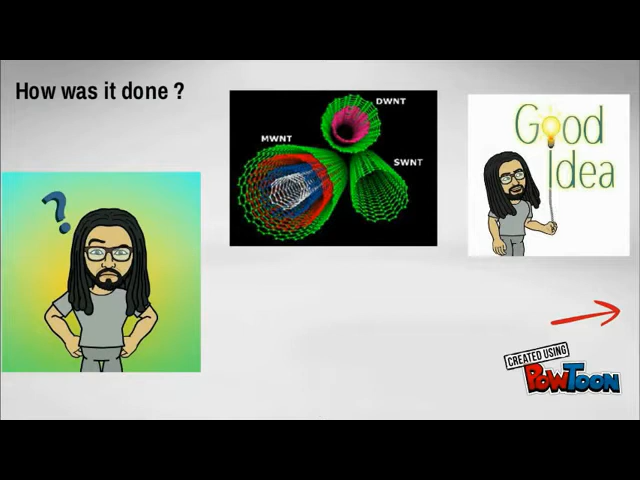 How was it done ?
DWNT
MWNT
SWNT
Good
Idea
?
CREATED USING
POWTOON